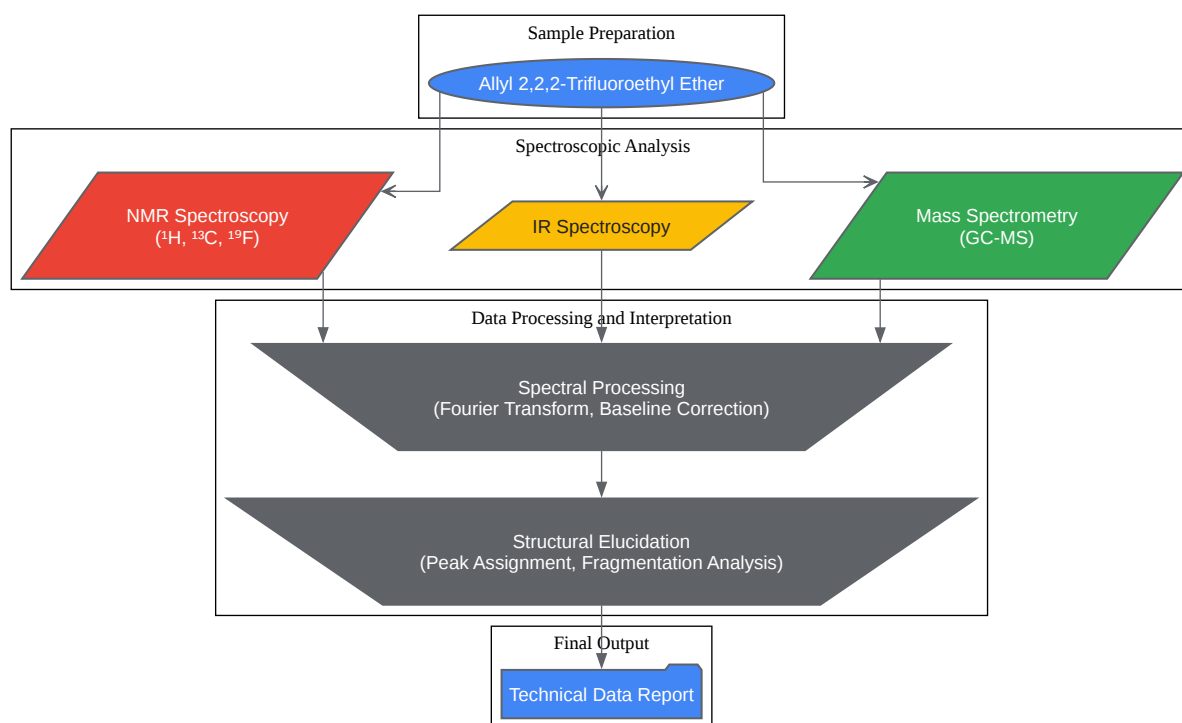 Sample Preparation
Allyl 2,2,2-Trifluoroethyl Ether
Spectroscopic Analysis
NMR Spectroscopy
(¹H, ¹³C, ¹⁹F)
IR Spectroscopy
Mass Spectrometry
(GC-MS)
Data Processing and Interpretation
Spectral Processing
(Fourier Transform, Baseline Correction)
Structural Elucidation
(Peak Assignment, Fragmentation Analysis)
Final Output
Technical Data Report